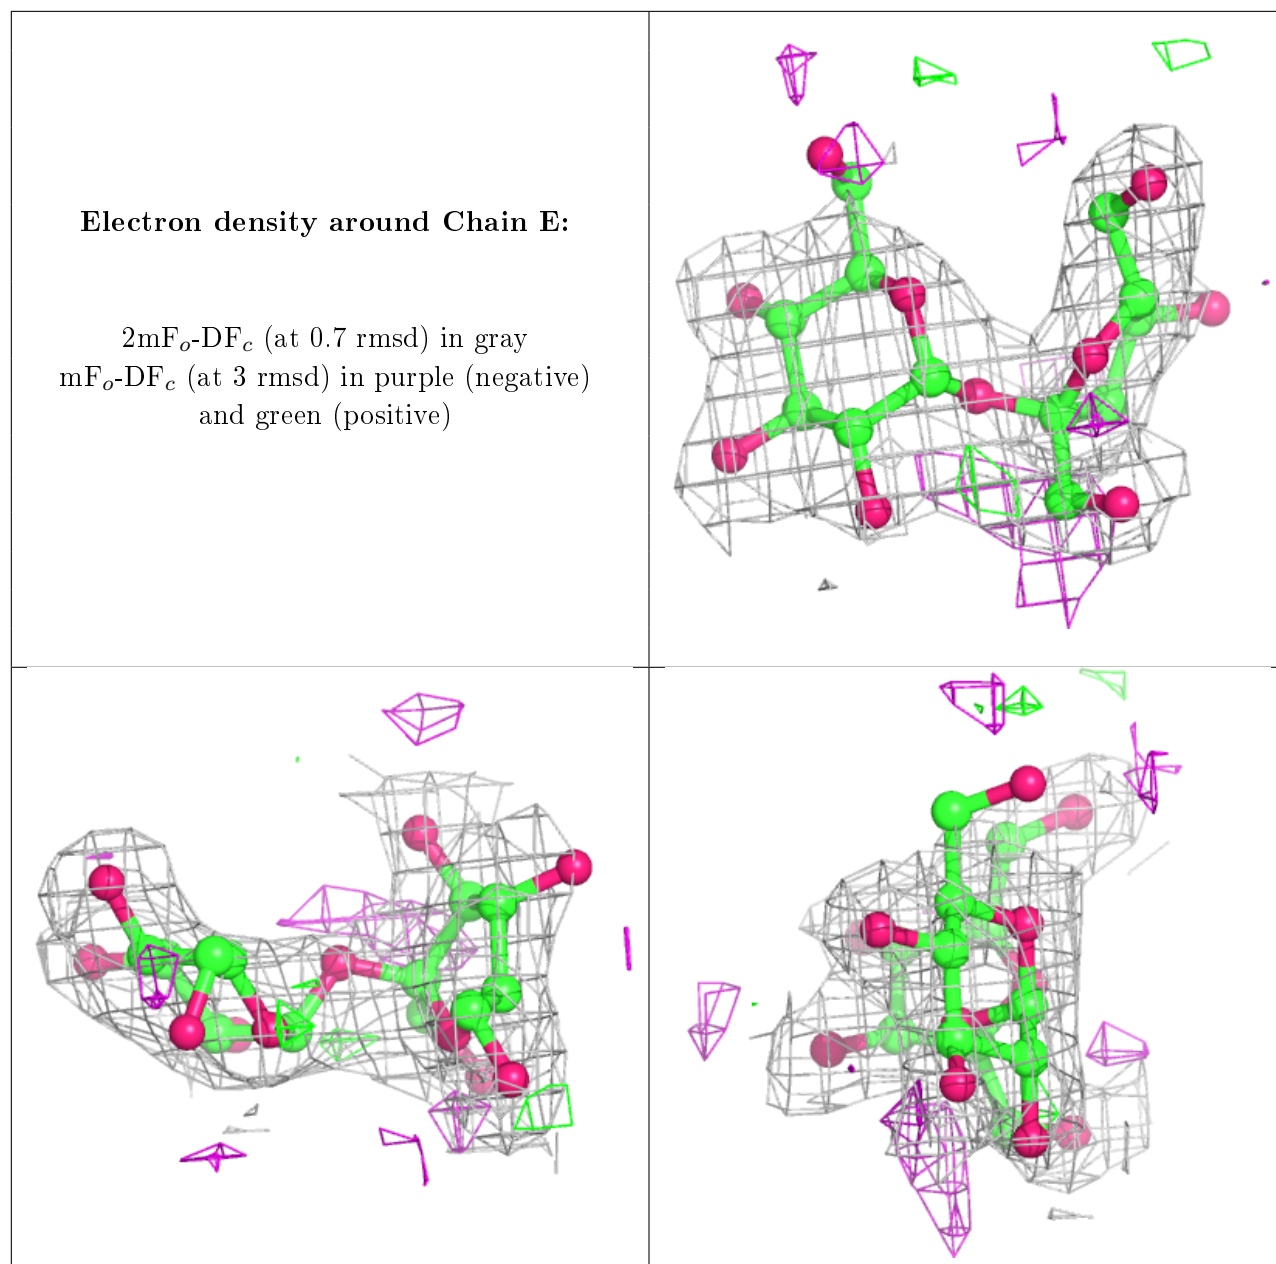 Electron density around Chain E:
2mFo-DFc (at 0.7 rmsd) in gray
mFo-DFc (at 3 rmsd) in purple (negative)
and green (positive)